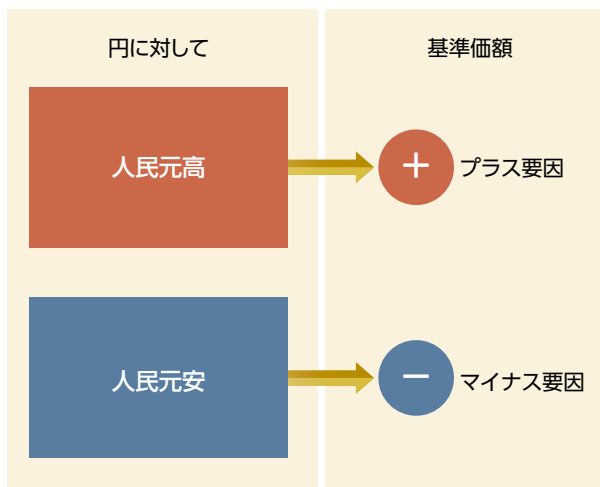 円に対して
基準価額
人民元高
+
プラス要因
人民元安
−
マイナス要因